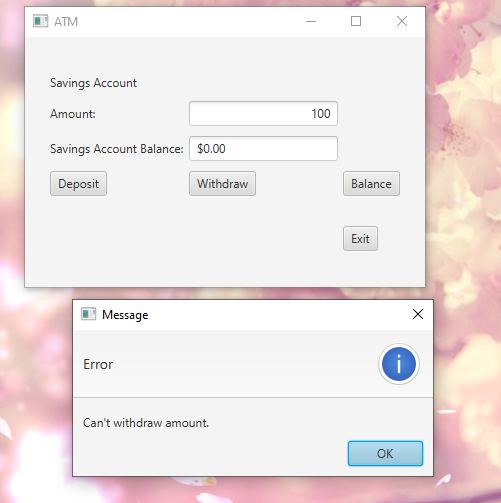 ATM
Savings Account
Amount: 100
Savings Account Balance: $0.00
Deposit Withdraw Balance
Exit
Message
Error
i
Can't withdraw amount.
OK